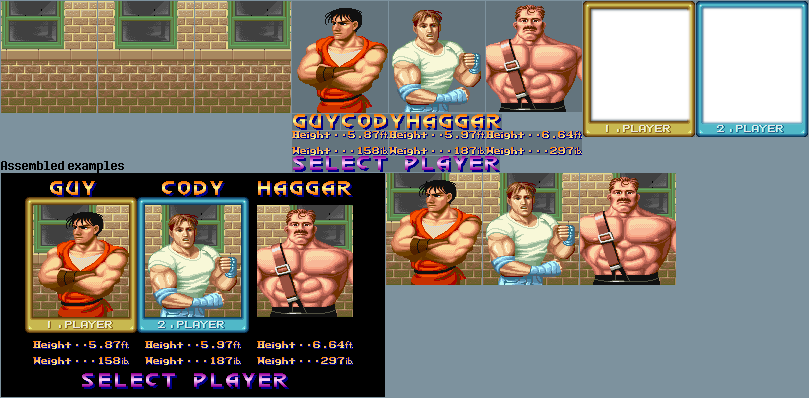 GUYCODYHAGGAR
Height··5.87ft.Height··5.97ft.Height··6.64ft.
Weight···158lb.Weight···187lb.Weight···297lb.
SELECT PLAYER
1.PLAYER
2.PLAYER
Assembled examples
GUY CODY HAGGAR
1.PLAYER 2.PLAYER
Height··5.87ft. Height··5.97ft. Height··6.64ft.
Weight···158lb. Weight···187lb. Weight···297lb.
SELECT PLAYER